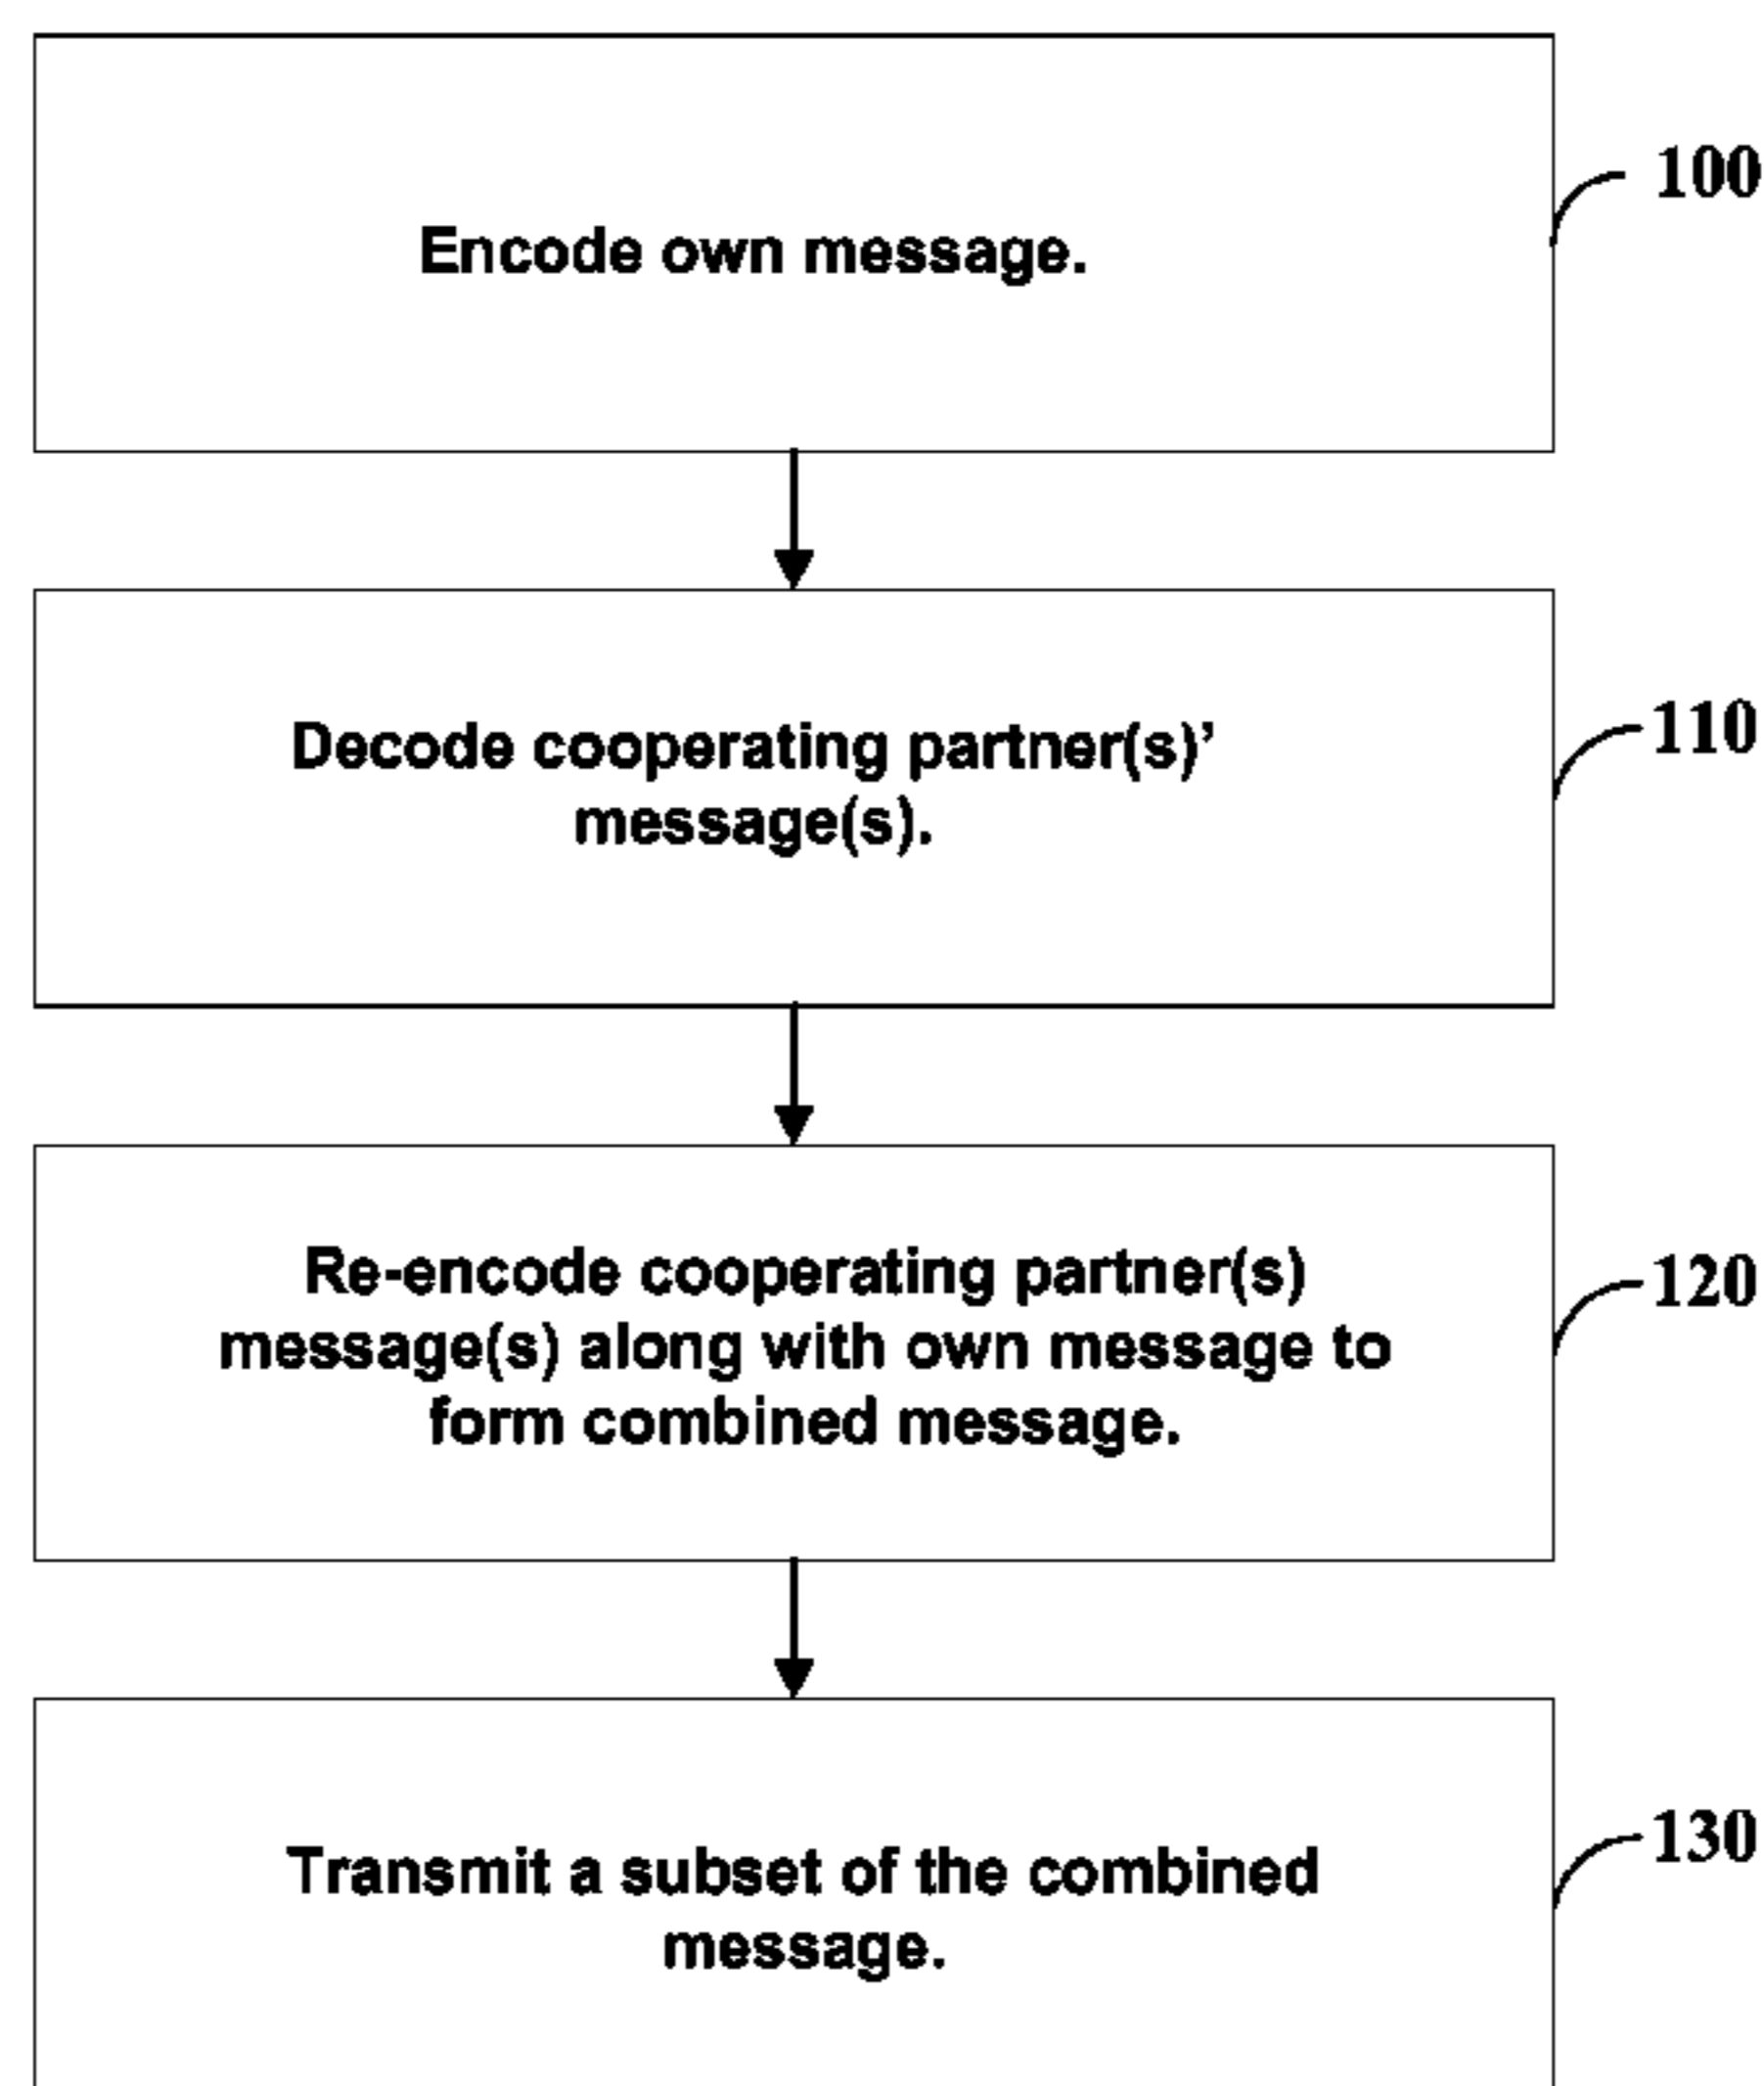 100
Encode own message.
110
Decode cooperating partner(s)’
message(s).
120
Re-encode cooperating partner(s)
message(s) along with own message to
form combined message.
130
Transmit a subset of the combined
message.